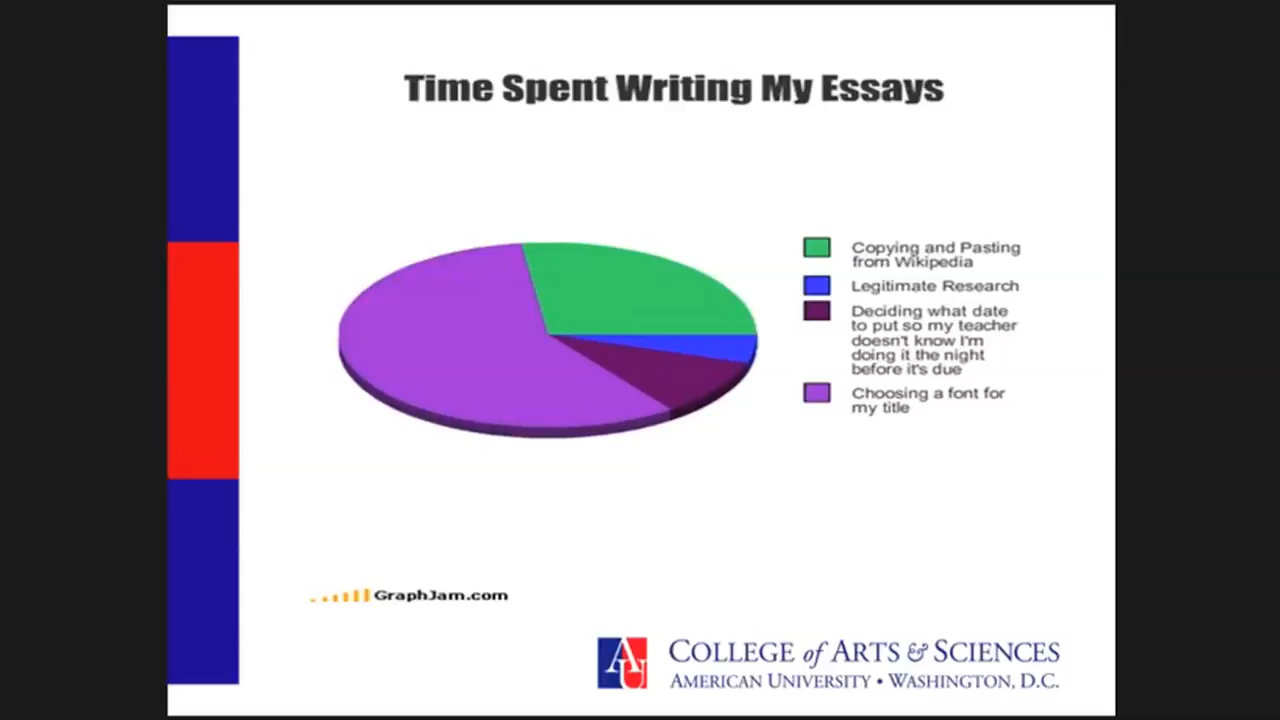 Time Spent Writing My Essays
Copying and Pasting
from Wikipedia
Legitimate Research
Deciding what date
to put so my teacher
doesn't know I'm
doing it the night
before it's due
Choosing a font for
my title
GraphJam.com
AU
COLLEGE of ARTS & SCIENCES
AMERICAN UNIVERSITY • WASHINGTON, D.C.